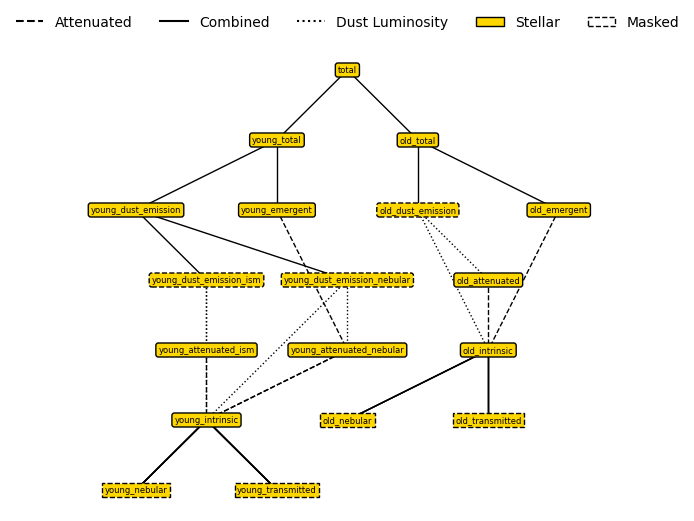 Attenuated Combined Dust Luminosity Stellar Masked
total
young_total old_total
young_dust_emission young_emergent old_dust_emission old_emergent
young_dust_emission_ism young_dust_emission_nebular old_attenuated
young_attenuated_ism young_attenuated_nebular old_intrinsic
young_intrinsic old_nebular old_transmitted
young_nebular young_transmitted